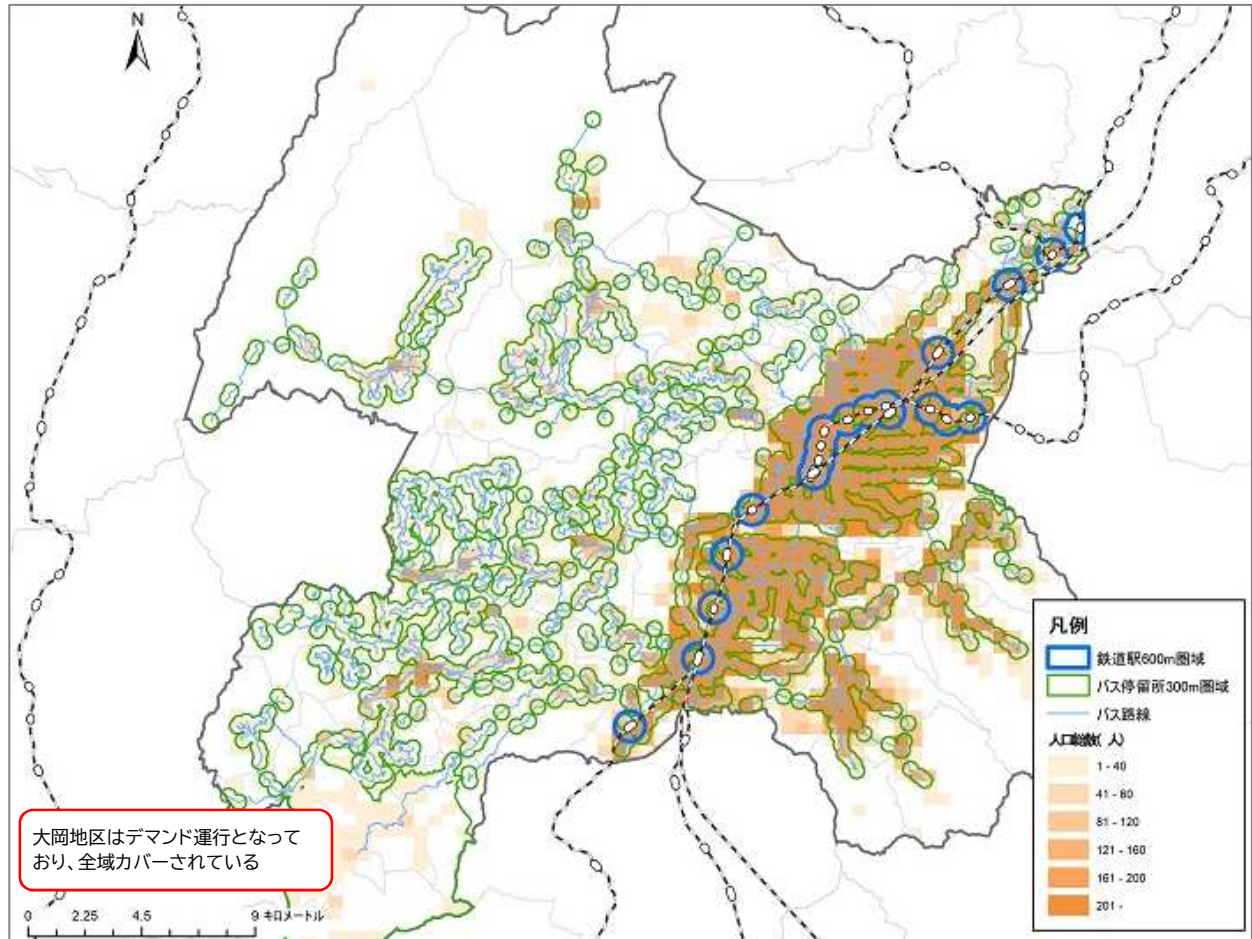 N
凡例
鉄道駅600m圏域
バス停留所300m圏域
バス路線
人口総数( 人)
1 - 40
41 - 80
81 - 120
121 - 160
161 - 200
201 -
大岡地区はデマンド運行となって
おり、全域カバーされている
0 2.25 4.5 9 キロメートル